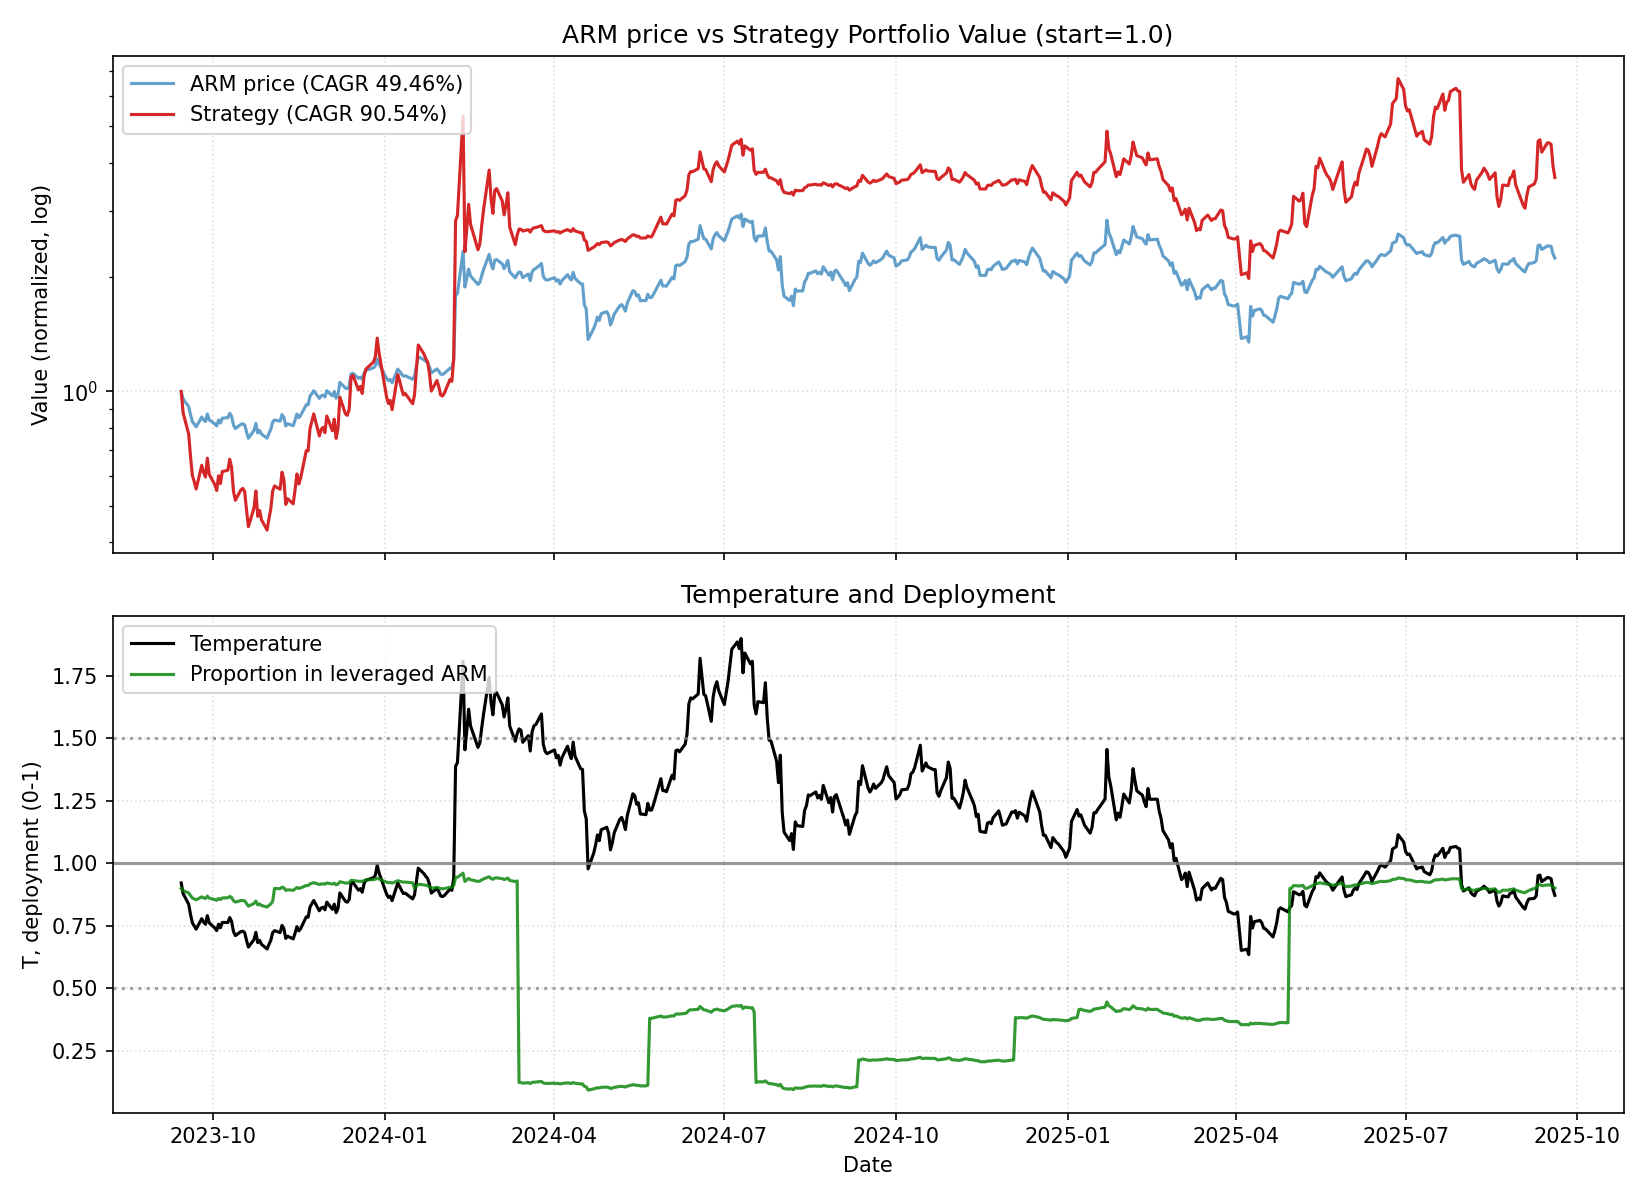 ARM price vs Strategy Portfolio Value (start=1.0)
ARM price (CAGR 49.46%)
Strategy (CAGR 90.54%)
Value (normalized, log)
10⁰
Temperature and Deployment
Temperature
Proportion in leveraged ARM
T, deployment (0-1)
1.75
1.50
1.25
1.00
0.75
0.50
0.25
2023-10 2024-01 2024-04 2024-07 2024-10 2025-01 2025-04 2025-07 2025-10
Date